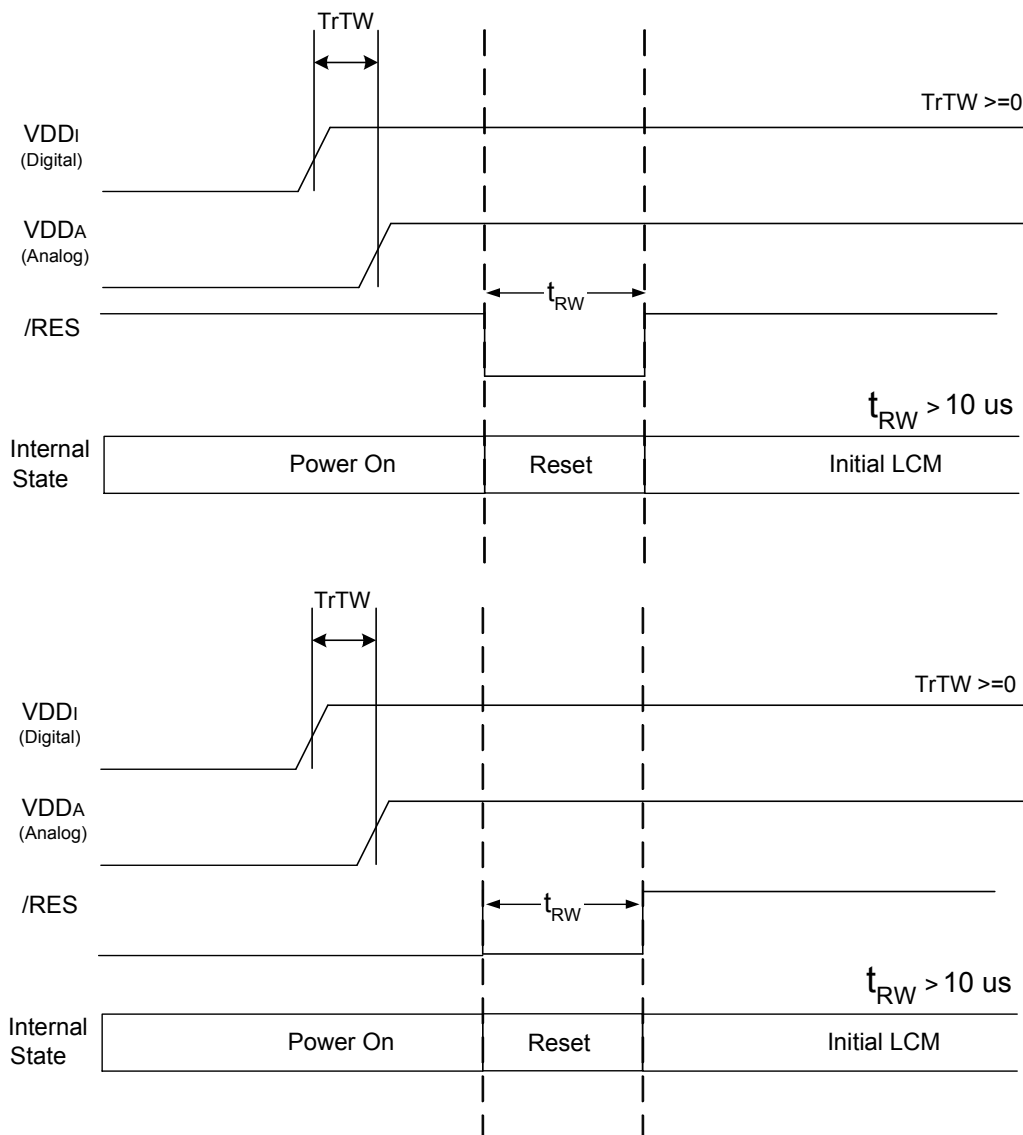 TrTW
TrTW >=0
VDDI
(Digital)
VDDA
(Analog)
tRW
/RES
tRW > 10 us
Internal
State
Power On
Reset
Initial LCM
TrTW
TrTW >=0
VDDI
(Digital)
VDDA
(Analog)
/RES
tRW
tRW > 10 us
Internal
State
Power On
Reset
Initial LCM